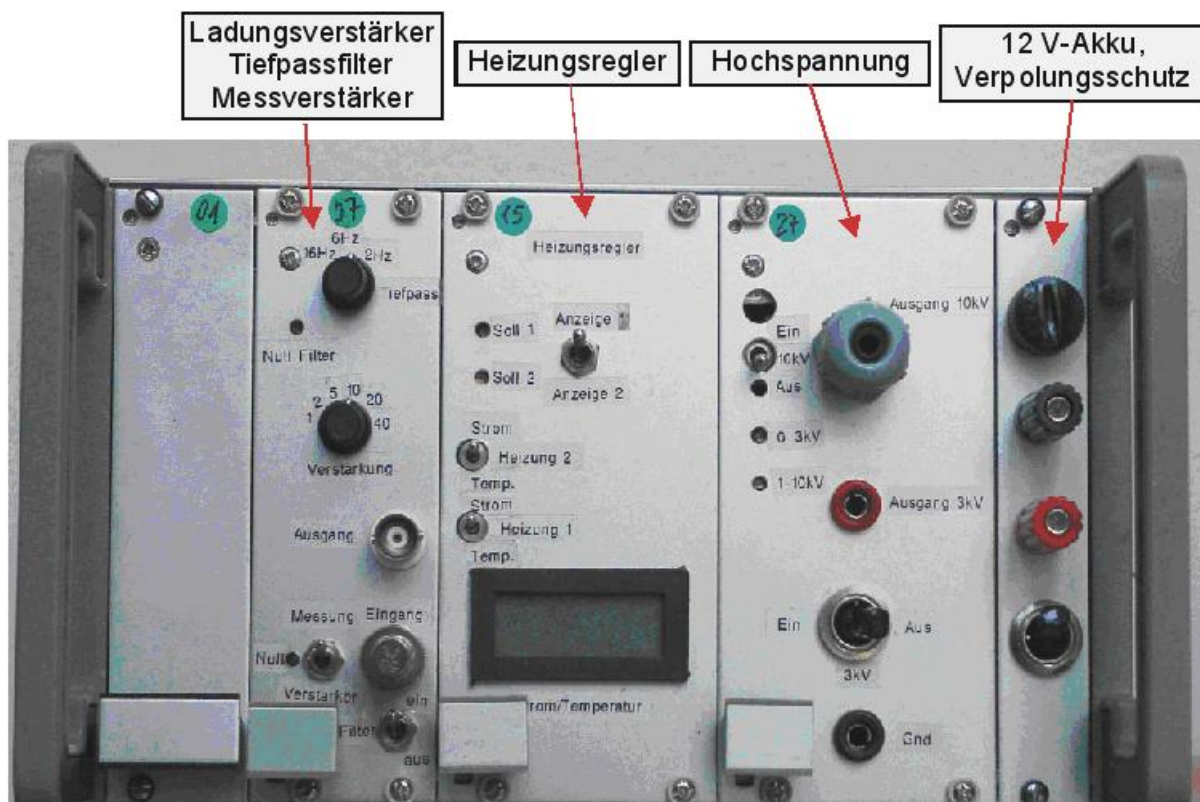 Ladungsverstärker
Tiefpassfilter
Messverstärker
Heizungsregler
Hochspannung
12 V-Akku,
Verpolungsschutz
01
37
6Hz
16Hz
2Hz
Tiefpass
Null Filter
1 2 5 10 20 40
Verstärkung
Ausgang
Messung
Eingang
Null
Verstärker
ein
Filter
aus
25
Heizungsregler
Anzeige 1
Soll 1
Soll 2
Anzeige 2
Strom
Heizung 2
Temp.
Strom
Heizung 1
Temp.
Strom/Temperatur
27
Ausgang 10kV
Ein
10kV
Aus
0 3kV
1-10kV
Ausgang 3kV
Ein
Aus
3kV
Gnd